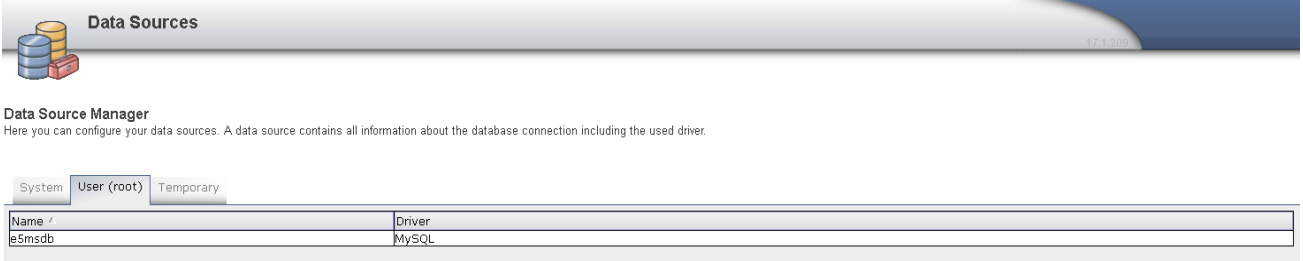 Data Sources
17.1.209
Data Source Manager
Here you can configure your data sources. A data source contains all information about the database connection including the used driver.
System User (root) Temporary
Name Driver
e5msdb MySQL